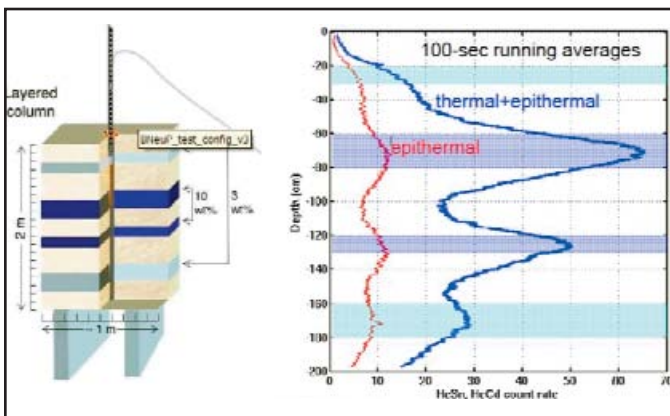 Layered
column
BNeuP_test_config_v3
10
wt%
3
wt%
2 m
1 m
100-sec running averages
thermal+epithermal
epithermal
Depth (cm)
0
-20
-40
-60
-80
-100
-120
-140
-160
-180
-200
0 10 20 30 40 50 60 70
HeSn, HeCd count rate